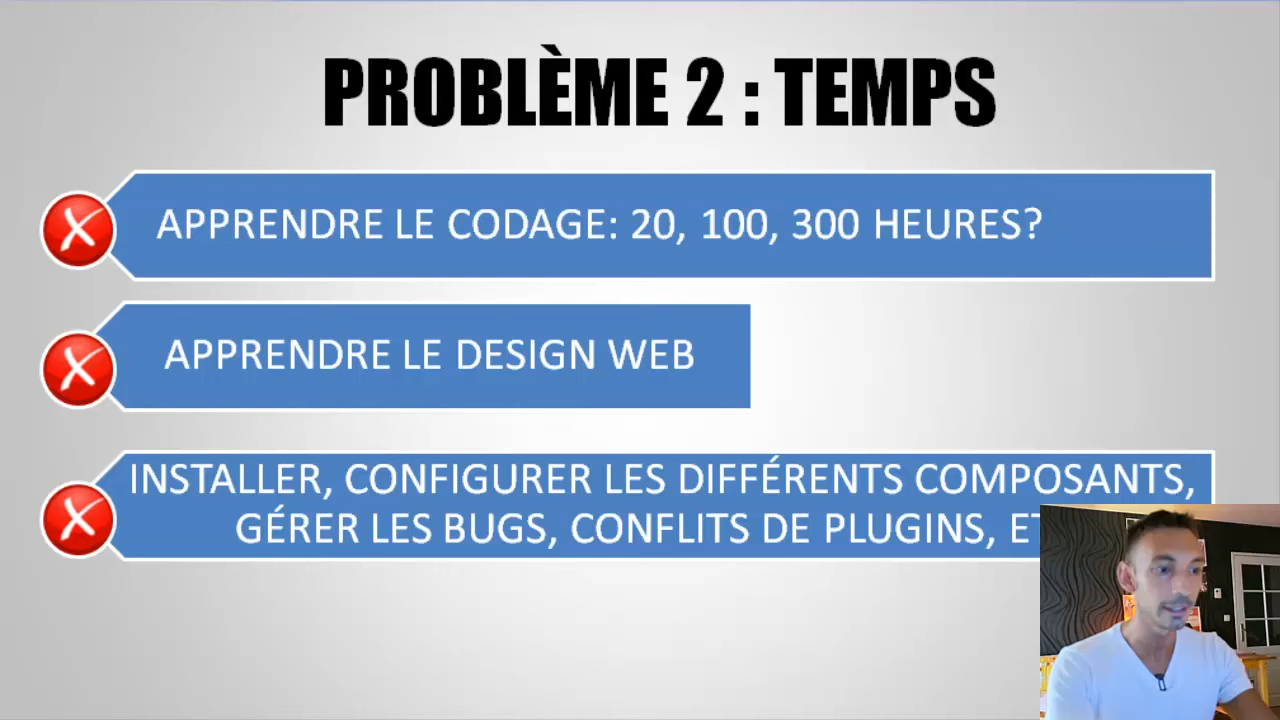 PROBLÈME 2 : TEMPS
APPRENDRE LE CODAGE: 20, 100, 300 HEURES?
APPRENDRE LE DESIGN WEB
INSTALLER, CONFIGURER LES DIFFÉRENTS COMPOSANTS,
GÉRER LES BUGS, CONFLITS DE PLUGINS,